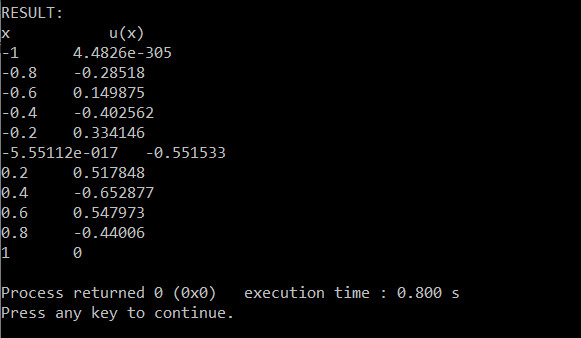 RESULT:
x            u(x)
-1      4.4826e-305
-0.8    -0.28518
-0.6    0.149875
-0.4    -0.402562
-0.2    0.334146
-5.55112e-017   -0.551533
0.2     0.517848
0.4     -0.652877
0.6     0.547973
0.8     -0.44006
1       0
Process returned 0 (0x0)   execution time : 0.800 s
Press any key to continue.